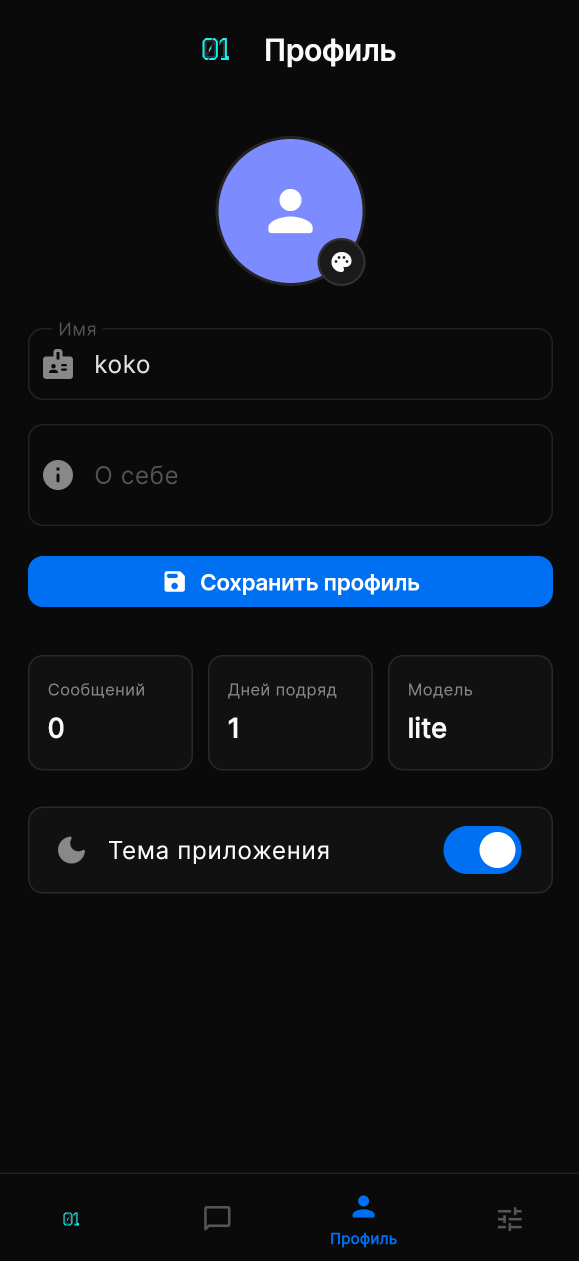 01 Профиль
Имя
koko
О себе
Сохранить профиль
Сообщений Дней подряд Модель
0 1 lite
Тема приложения
01
Профиль